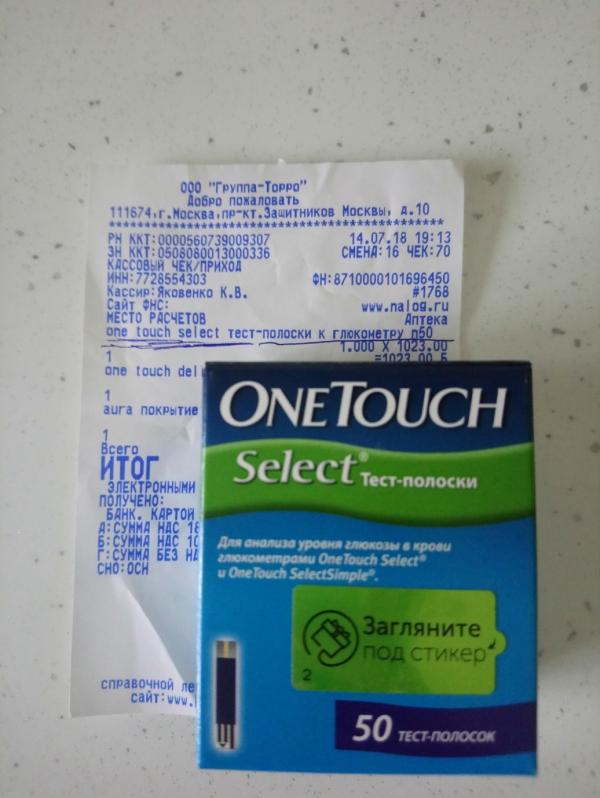 ООО "Группа-Торро"
Добро пожаловать
111674,г.Москва,пр-кт.Защитников Москвы, д.10
****************************************
РН ККТ:0000560739009307 14.07.18 19:13
ЗН ККТ:0508080013000336 СМЕНА:16 ЧЕК:70
КАССОВЫЙ ЧЕК/ПРИХОД
ИНН:7728554303 ФН:8710000101696450
Кассир:Яковенко К.В. #1768
Сайт ФНС: www.nalog.ru
МЕСТО РАСЧЕТОВ Аптека
one touch select тест-полоски к глюкометру n50
1.000 X 1023.00
1 =1023.00 Б
one touch del
1
aura покрытие
1
Всего
ИТОГ
ЭЛЕКТРОННЫМИ
ПОЛУЧЕНО:
БАНК. КАРТОЙ
А:СУММА НДС 18
Б:СУММА НДС 10
Г:СУММА БЕЗ НД
СНО:ОСН
справочной ле
сайт:www.
ONETOUCH
Select® Тест-полоски
Для анализа уровня глюкозы в крови
глюкометрами OneTouch Select®
и OneTouch SelectSimple®.
Загляните
под стикер
2
50 ТЕСТ-ПОЛОСОК